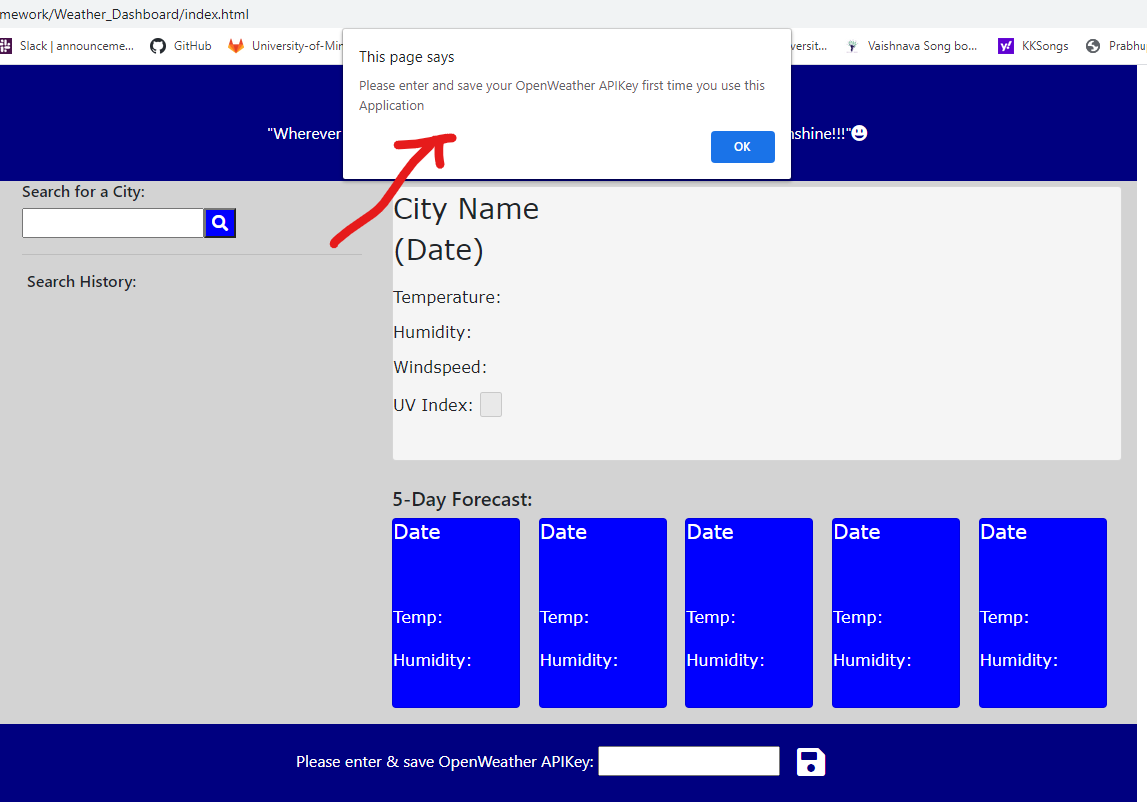 mework/Weather_Dashboard/index.html
Slack | announceme... GitHub University-of-Min versit... Vaishnava Song bo... KKSongs Prabhu
This page says
Please enter and save your OpenWeather APIKey first time you use this
Application
OK
"Wherever nshine!!!"
Search for a City:
Search History:
City Name
(Date)
Temperature:
Humidity:
Windspeed:
UV Index:
5-Day Forecast:
Date Date Date Date Date
Temp: Temp: Temp: Temp: Temp:
Humidity: Humidity: Humidity: Humidity: Humidity:
Please enter & save OpenWeather APIKey: